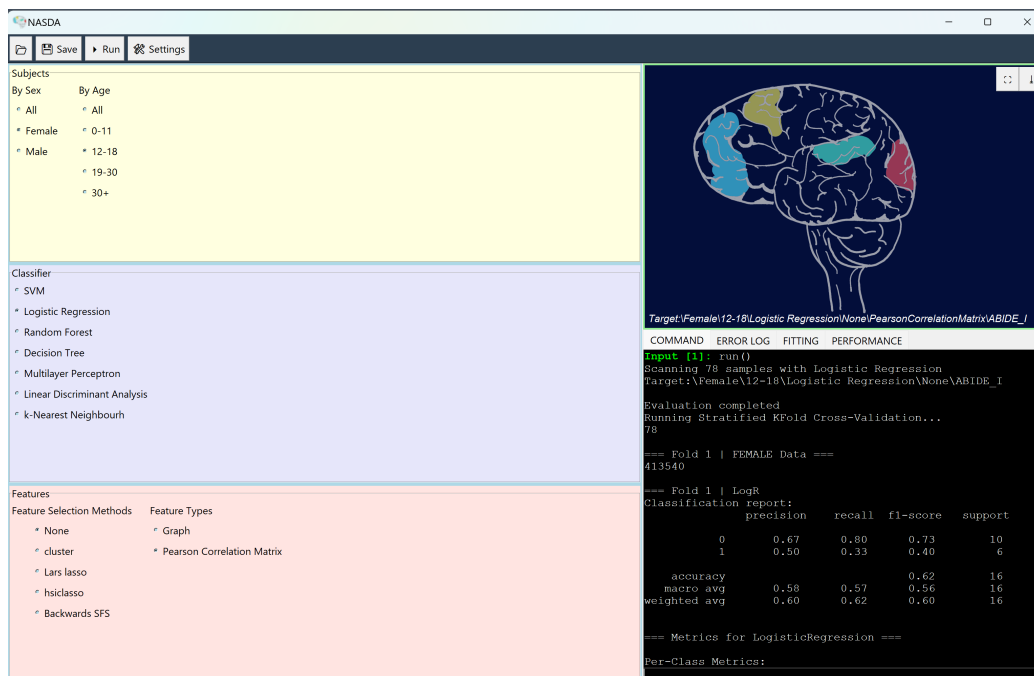 NASDA
Save Run Settings
Subjects
By Sex By Age
All All
Female 0-11
Male 12-18
19-30
30+
Classifier
SVM
Logistic Regression
Random Forest
Decision Tree
Multilayer Perceptron
Linear Discriminant Analysis
k-Nearest Neighbourh
Features
Feature Selection Methods Feature Types
None Graph
cluster Pearson Correlation Matrix
Lars lasso
hsiclasso
Backwards SFS
Target:\Female\12-18\Logistic Regression\None\PearsonCorrelationMatrix\ABIDE_I
COMMAND ERROR LOG FITTING PERFORMANCE
Input [1]: run()
Scanning 78 samples with Logistic Regression
Target:\Female\12-18\Logistic Regression\None\ABIDE_I
Evaluation completed
Running Stratified KFold Cross-Validation...
78
=== Fold 1 | FEMALE Data ===
413540
=== Fold 1 | LogR
Classification report:
precision recall f1-score support
0 0.67 0.80 0.73 10
1 0.50 0.33 0.40 6
accuracy 0.62 16
macro avg 0.58 0.57 0.56 16
weighted avg 0.60 0.62 0.60 16
=== Metrics for LogisticRegression ===
Per-Class Metrics: